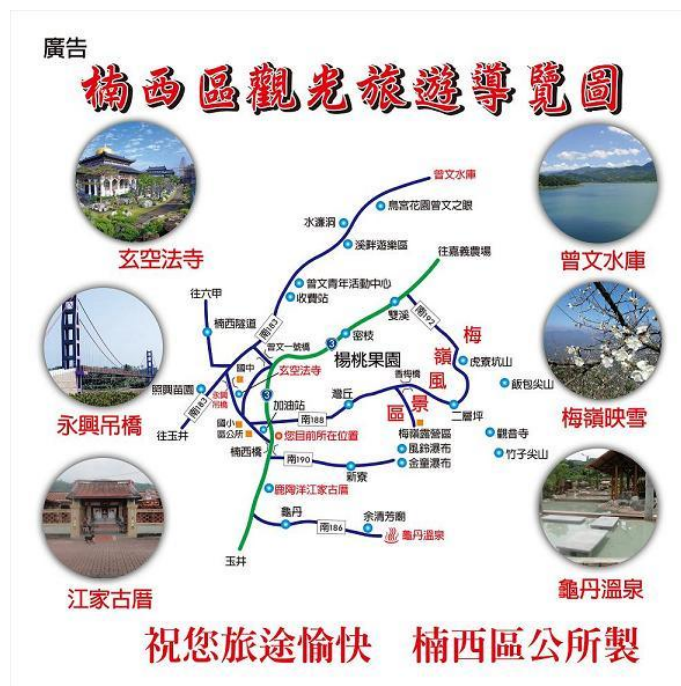 廣告
楠西區觀光旅遊導覽圖
曾文水庫
鳥宮花園曾文之眼
水濂洞
溪畔遊樂區
往嘉義農場
玄空法寺
曾文水庫
往六甲
曾文青年活動中心
收費站
雙溪
南183
南192
楠西隧道
曾文一號橋
3
密枝
梅嶺風景區
國中
玄空法寺
楊桃果園
虎寮坑山
香梅橋
照興苗園
永興吊橋
3
飯包尖山
南183
加油站
灣丘
永興吊橋
南188
二層坪
梅嶺映雪
往玉井
國小
區公所
您目前所在位置
梅嶺露營區
觀音寺
楠西橋
風鈴瀑布
南190
金童瀑布
竹子尖山
新寮
鹿陶洋江家古厝
龜丹
余清芳廟
南186
龜丹溫泉
玉井
江家古厝
龜丹溫泉
祝您旅途愉快 楠西區公所製